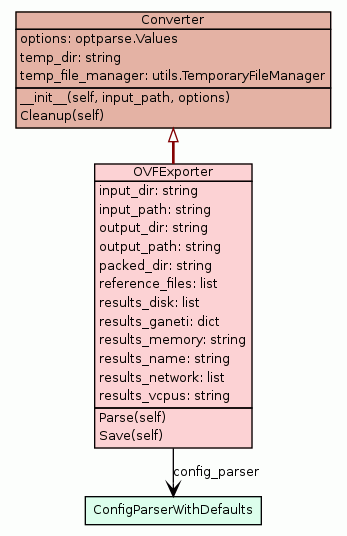 Converter
options: optparse.Values
temp_dir: string
temp_file_manager: utils.TemporaryFileManager
__init__(self, input_path, options)
Cleanup(self)
OVFExporter
input_dir: string
input_path: string
output_dir: string
output_path: string
packed_dir: string
reference_files: list
results_disk: list
results_ganeti: dict
results_memory: string
results_name: string
results_network: list
results_vcpus: string
Parse(self)
Save(self)
config_parser
ConfigParserWithDefaults